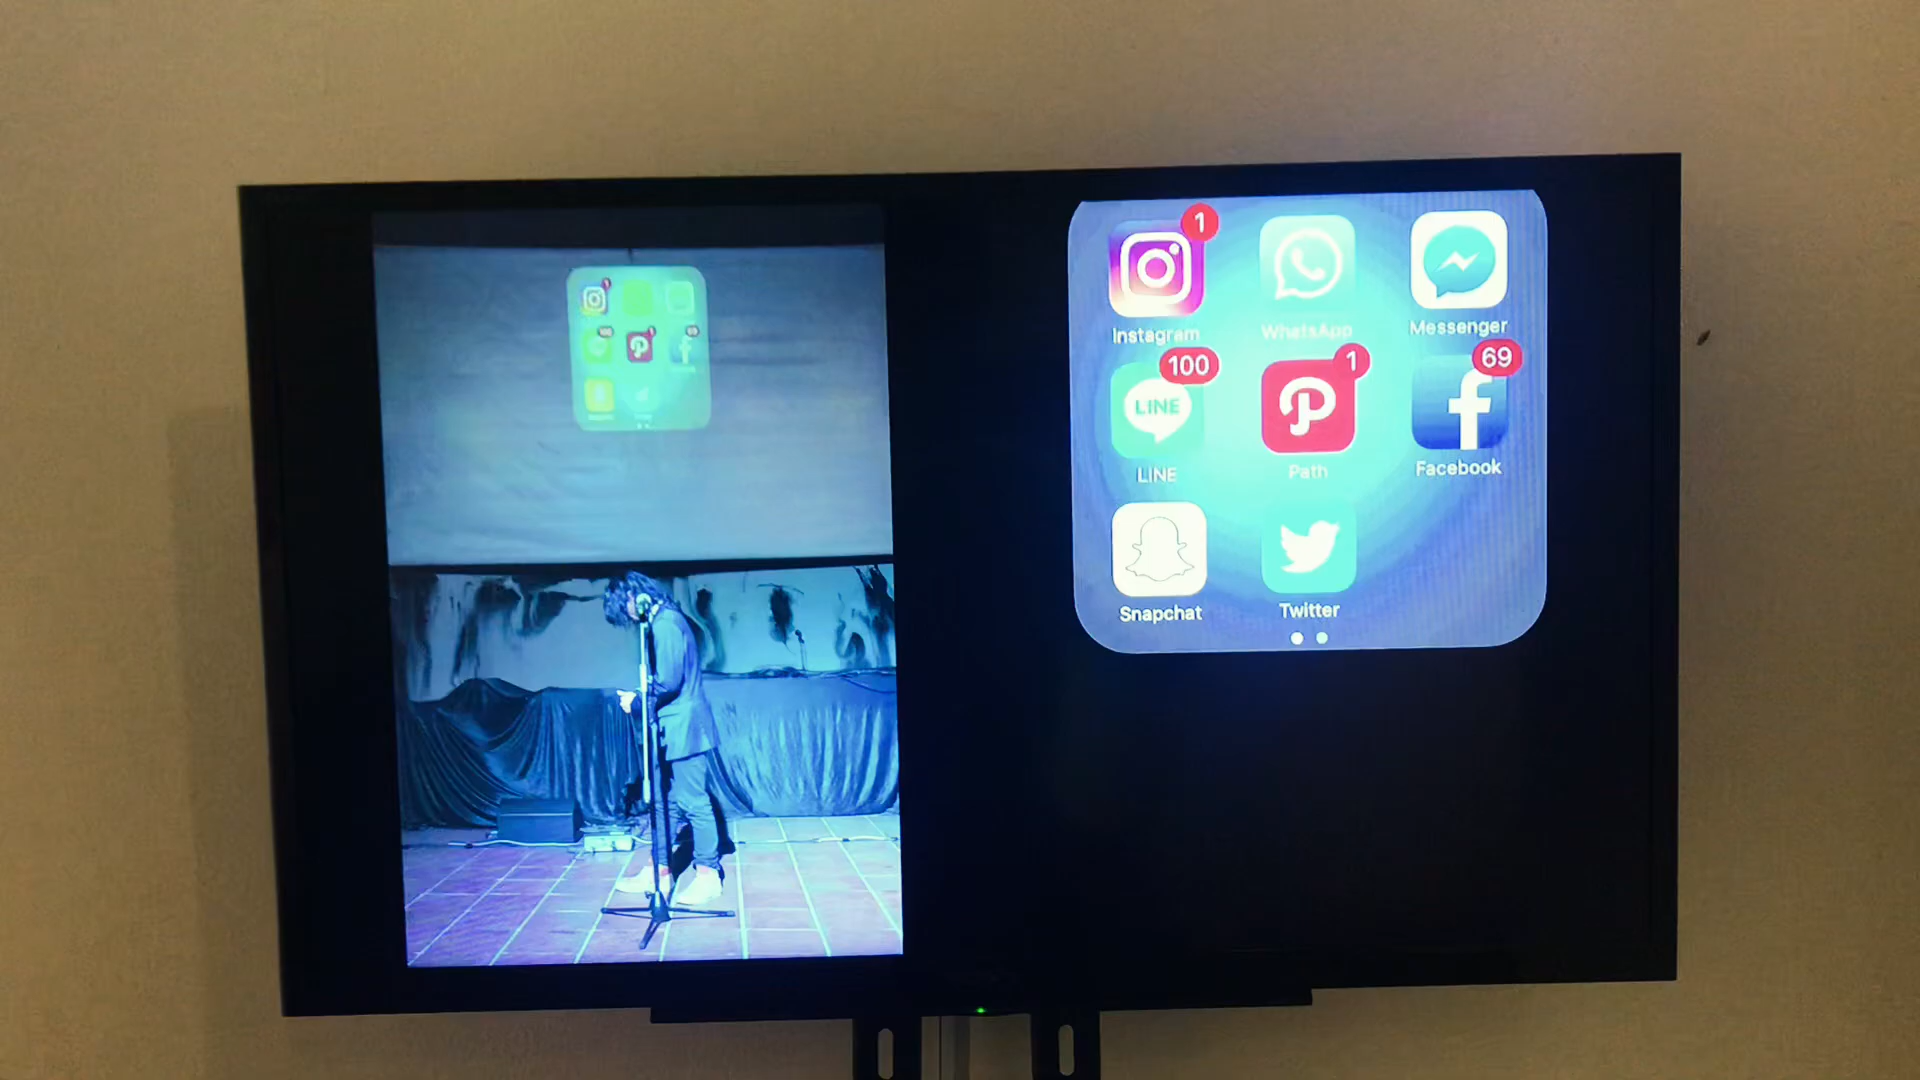 1
Instagram
WhatsApp
Messenger
100
1
69
LINE
LINE
Path
Facebook
Snapchat
Twitter